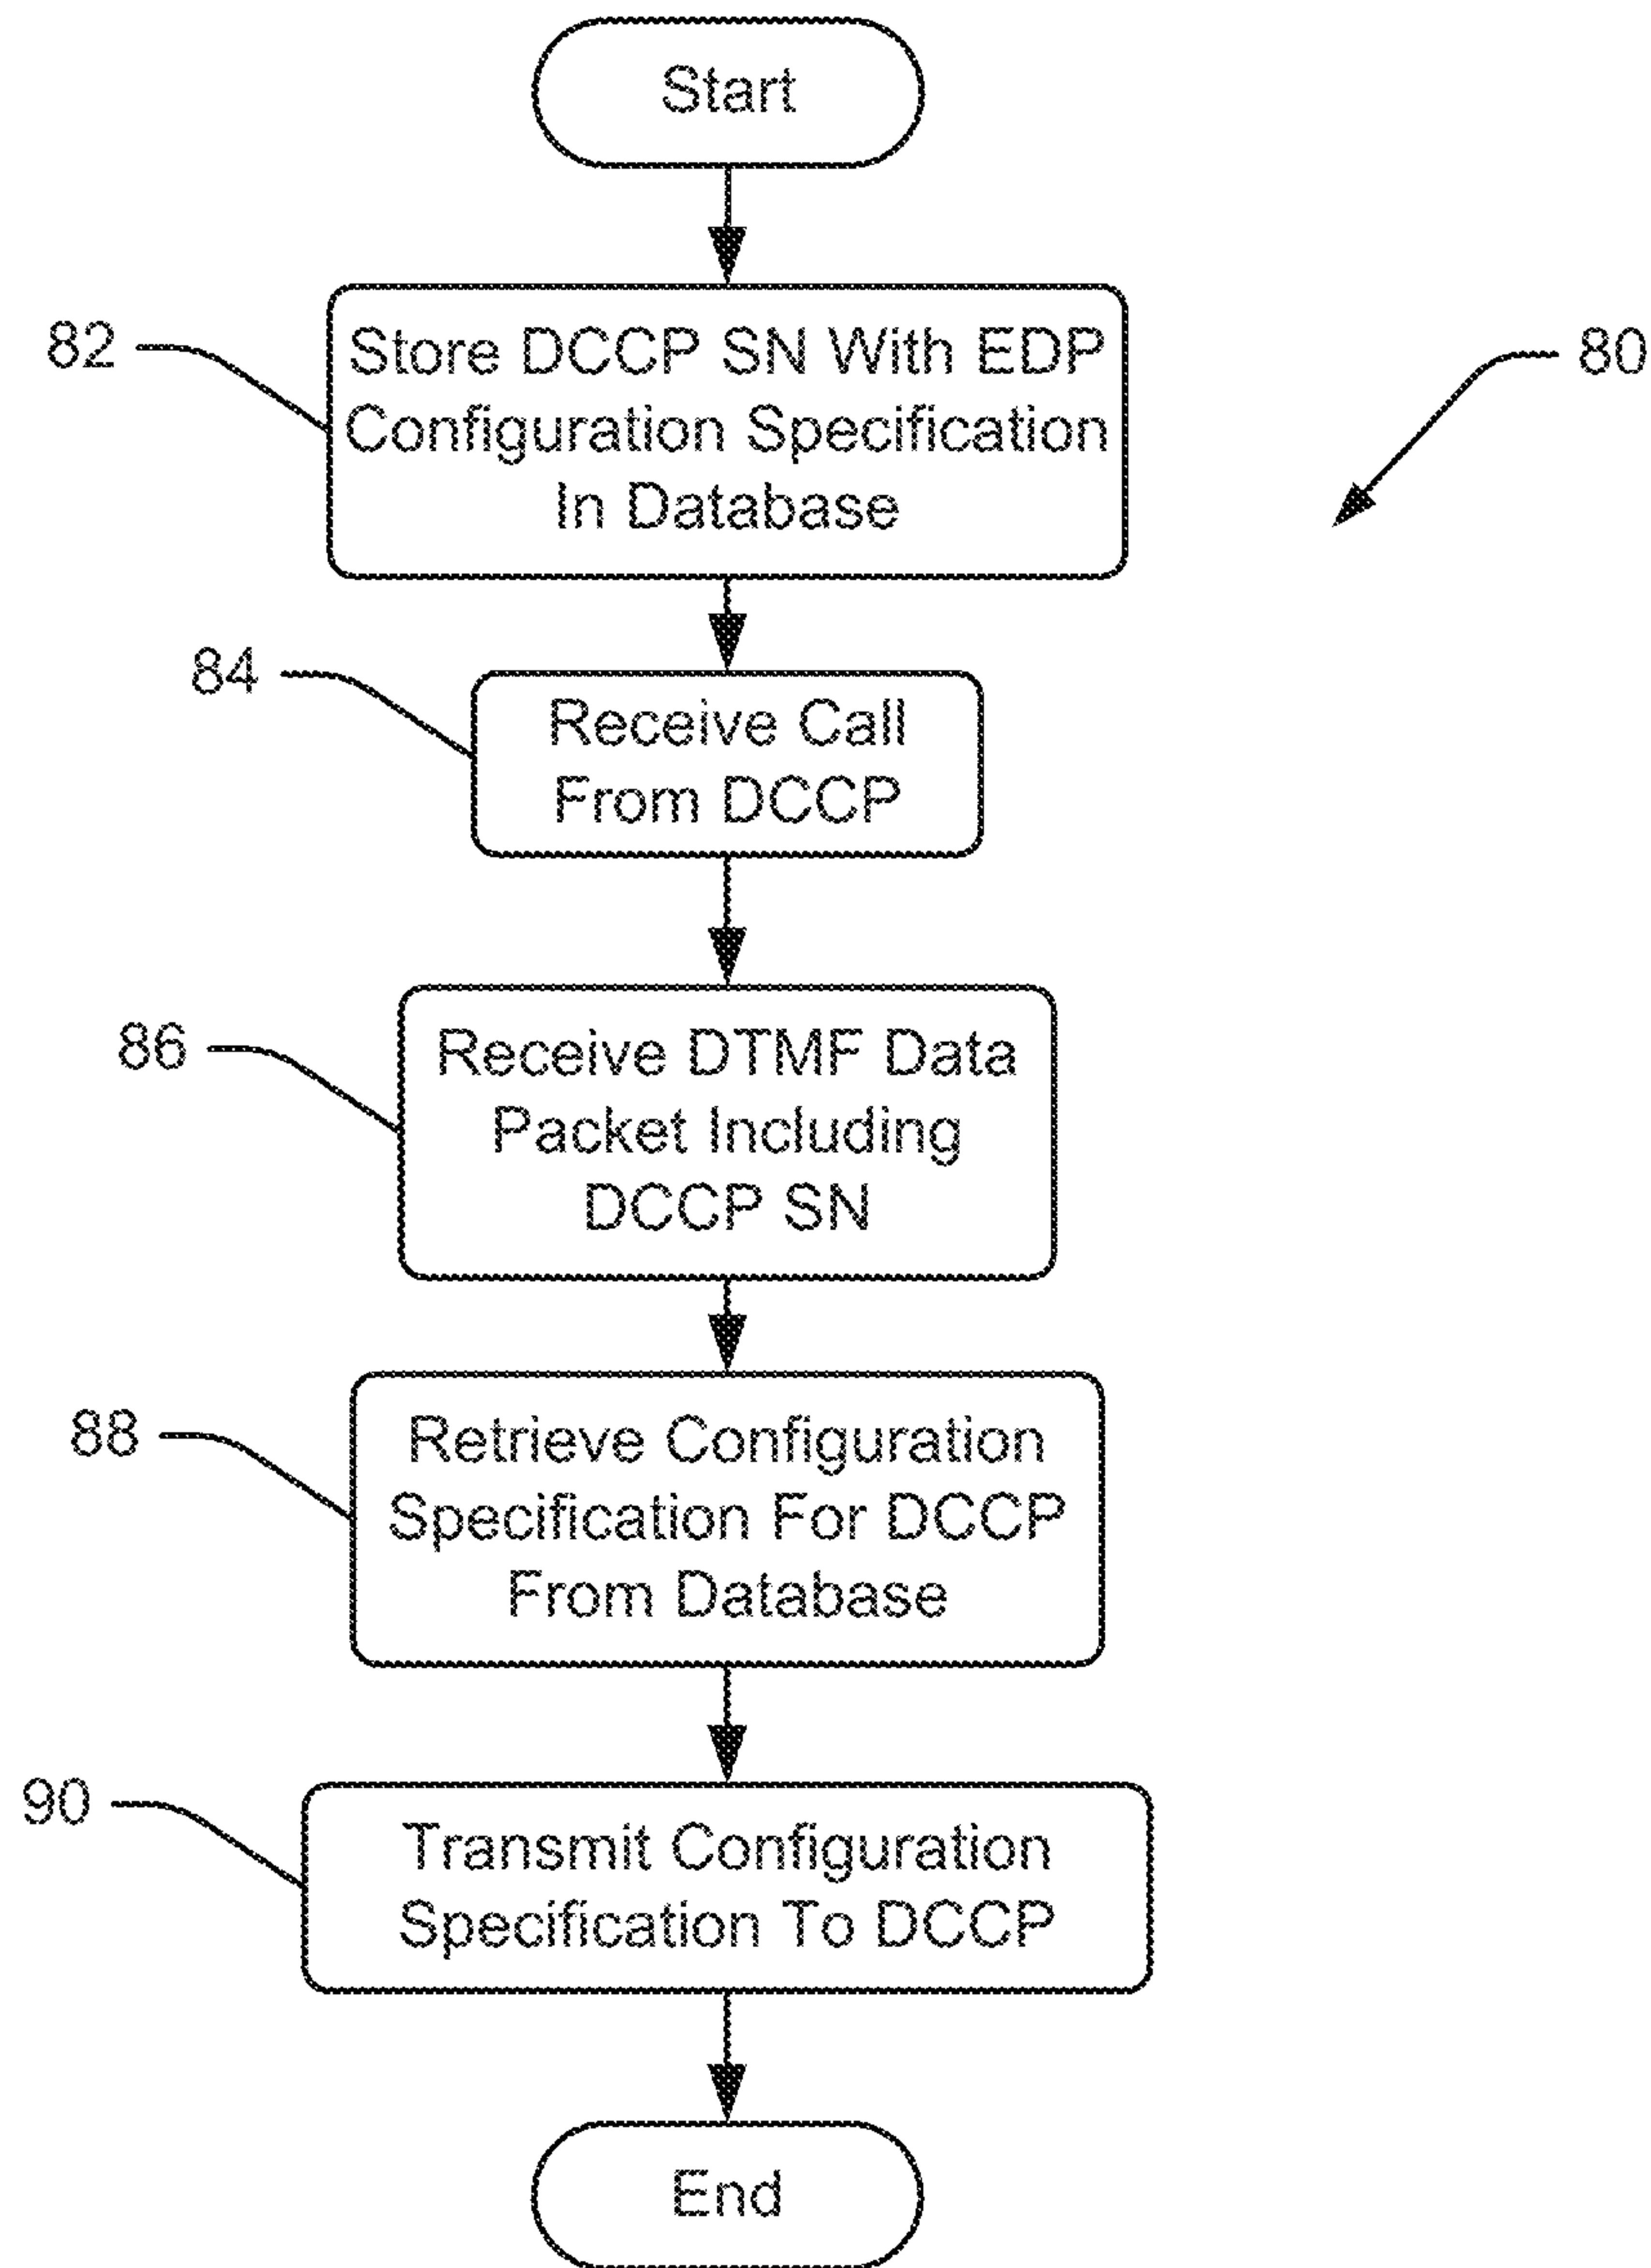 Start
82
Store DCCP SN With EDP
Configuration Specification
In Database
80
84
Receive Call
From DCCP
86
Receive DTMF Data
Packet Including
DCCP SN
88
Retrieve Configuration
Specification For DCCP
From Database
90
Transmit Configuration
Specification To DCCP
End